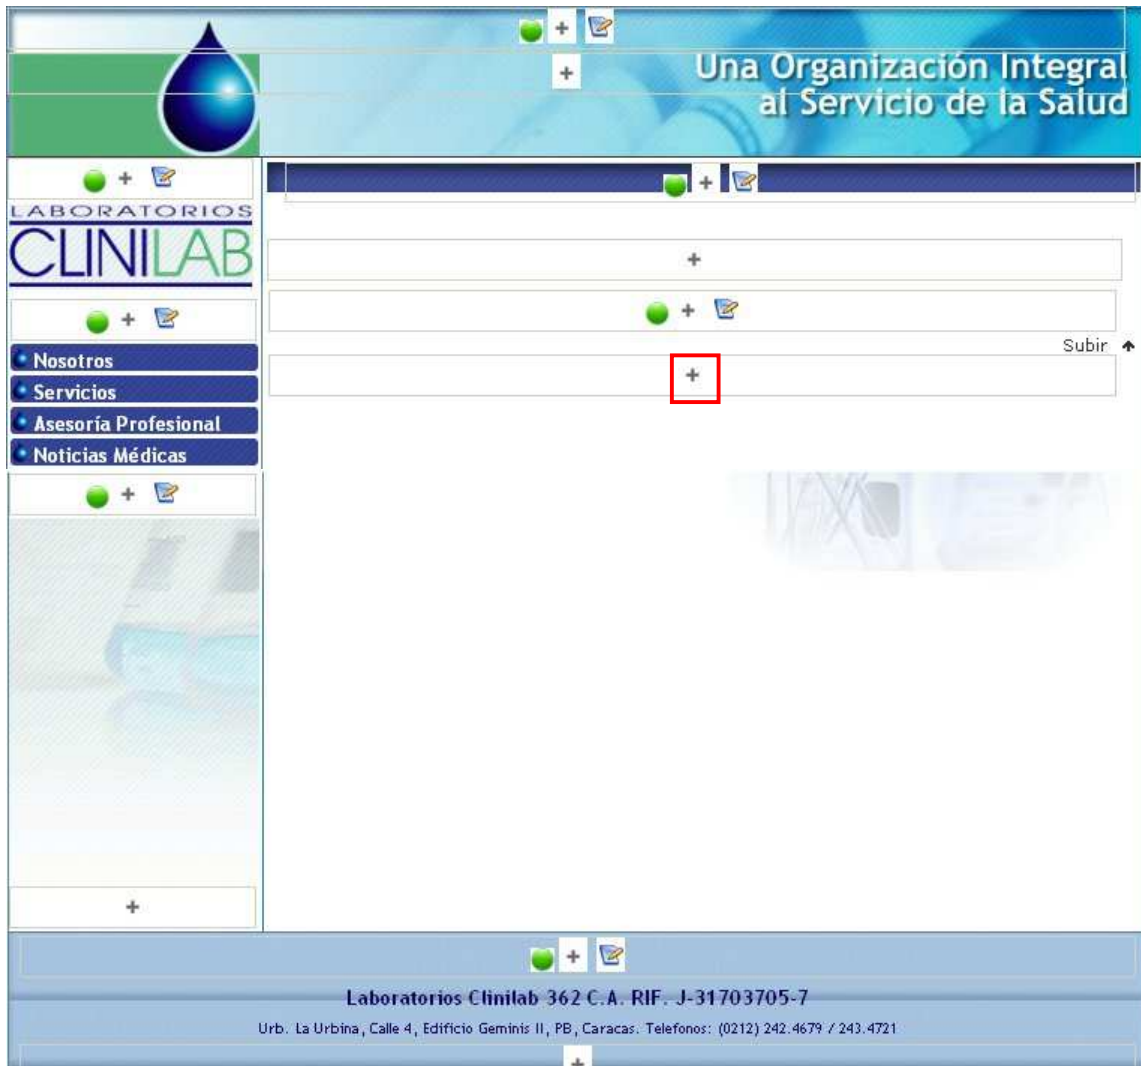 Una Organización Integral
al Servicio de la Salud
LABORATORIOS
CLINILAB
Nosotros
Servicios
Asesoría Profesional
Noticias Médicas
Subir
Laboratorios Clinilab 362 C.A. RIF. J-31703705-7
Urb. La Urbina, Calle 4, Edificio Geminis II, PB, Caracas. Telefonos: (0212) 242.4679 / 243.4721